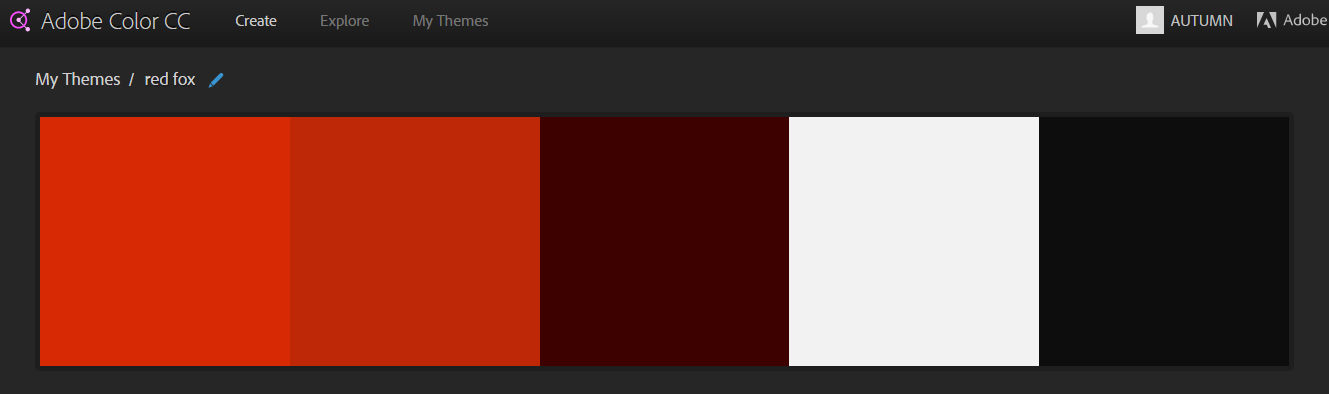 Adobe Color CC Create Explore My Themes AUTUMN Adobe
My Themes / red fox